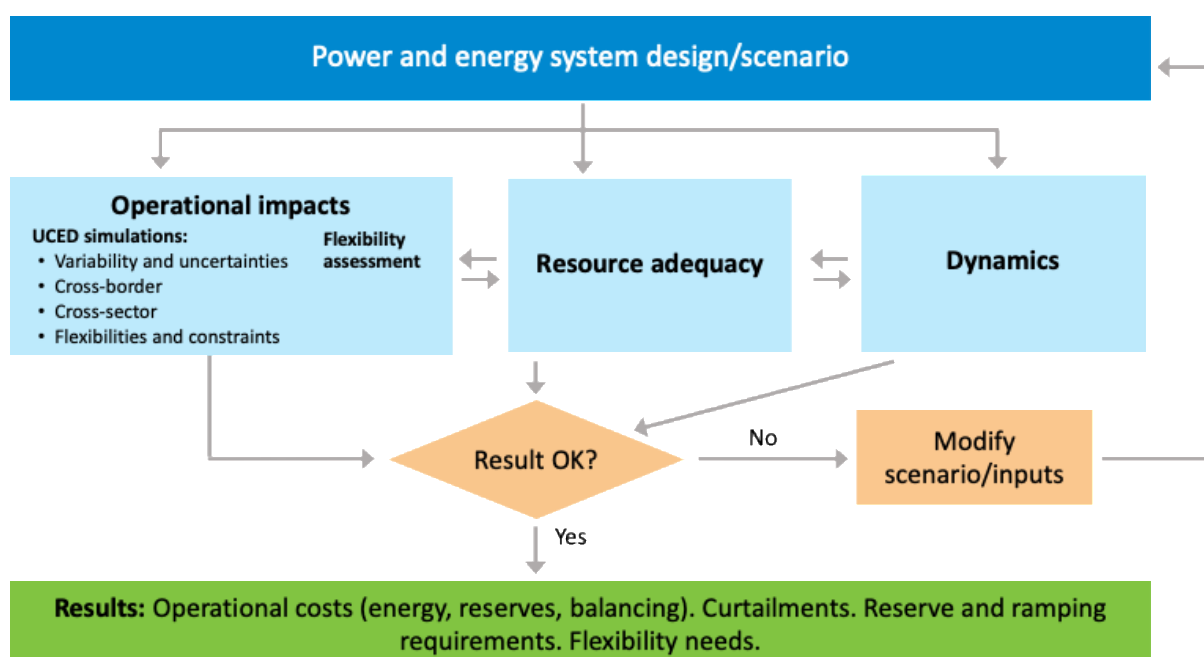 Power and energy system design/scenario
Operational impacts
UCED simulations:
• Variability and uncertainties
• Cross-border
• Cross-sector
• Flexibilities and constraints
Flexibility
assessment
Resource adequacy
Dynamics
Result OK?
No
Modify
scenario/inputs
Yes
Results: Operational costs (energy, reserves, balancing). Curtailments. Reserve and ramping
requirements. Flexibility needs.